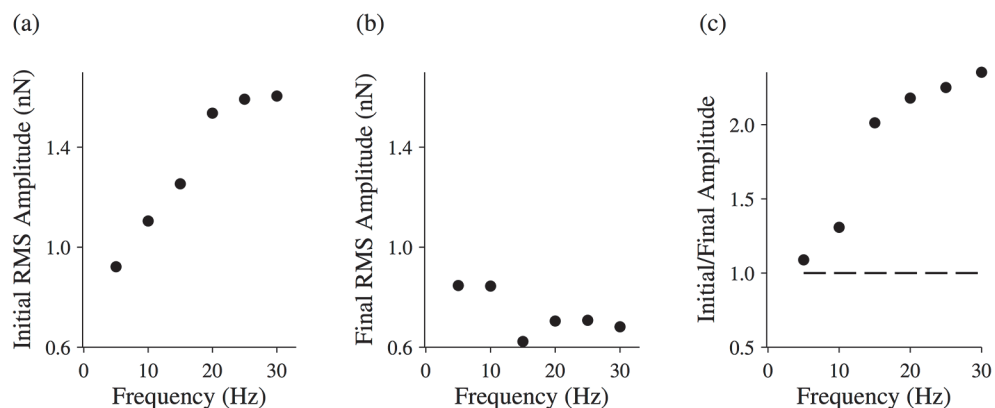 (a)
Initial RMS Amplitude (nN)
1.4
1.0
0.6
0
10
20
30
Frequency (Hz)
(b)
Final RMS Amplitude (nN)
1.4
1.0
0.6
0
10
20
30
Frequency (Hz)
(c)
Initial/Final Amplitude
2.0
1.5
1.0
0.5
0
10
20
30
Frequency (Hz)